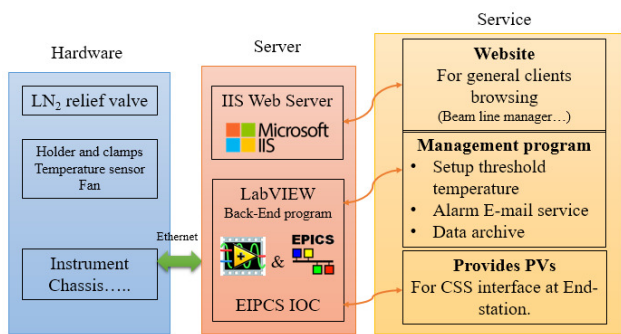 Hardware
LN2 relief valve
Holder and clamps
Temperature sensor
Fan
Instrument
Chassis…..
Ethernet
Server
IIS Web Server
Microsoft
IIS
LabVIEW
Back-End program
& EPICS
EIPCS IOC
Service
Website
For general clients
browsing
(Beam line manager…)
Management program
• Setup threshold
temperature
• Alarm E-mail service
• Data archive
Provides PVs
For CSS interface at End-
station.